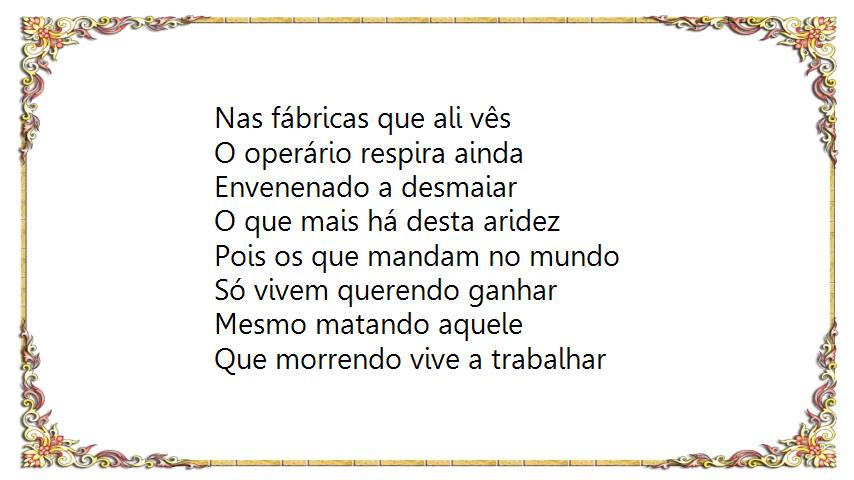 Nas fábricas que ali vês
O operário respira ainda
Envenenado a desmaiar
O que mais há desta aridez
Pois os que mandam no mundo
Só vivem querendo ganhar
Mesmo matando aquele
Que morrendo vive a trabalhar